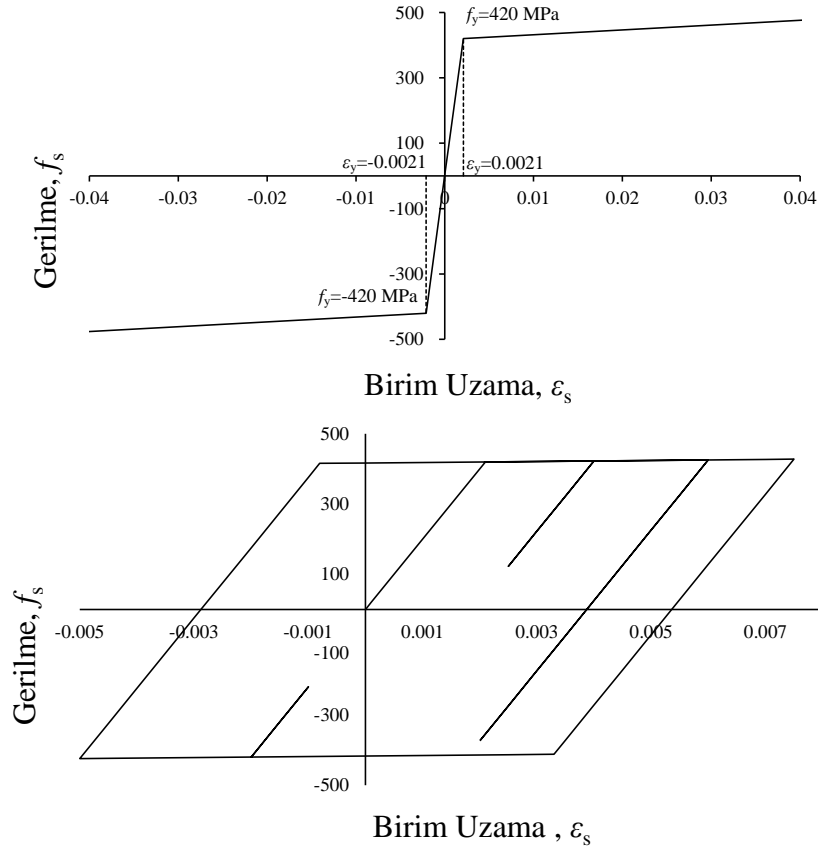 500
f_y=420 MPa
300
100
ε_y=-0.0021
ε_y=0.0021
-0.04 -0.03 -0.02 -0.01 0 0.01 0.02 0.03 0.04
-100
-300
f_y=-420 MPa
-500
Gerilme, f_s
Birim Uzama, ε_s
500
300
100
-0.005 -0.003 -0.001 0.001 0.003 0.005 0.007
-100
-300
-500
Gerilme, f_s
Birim Uzama , ε_s